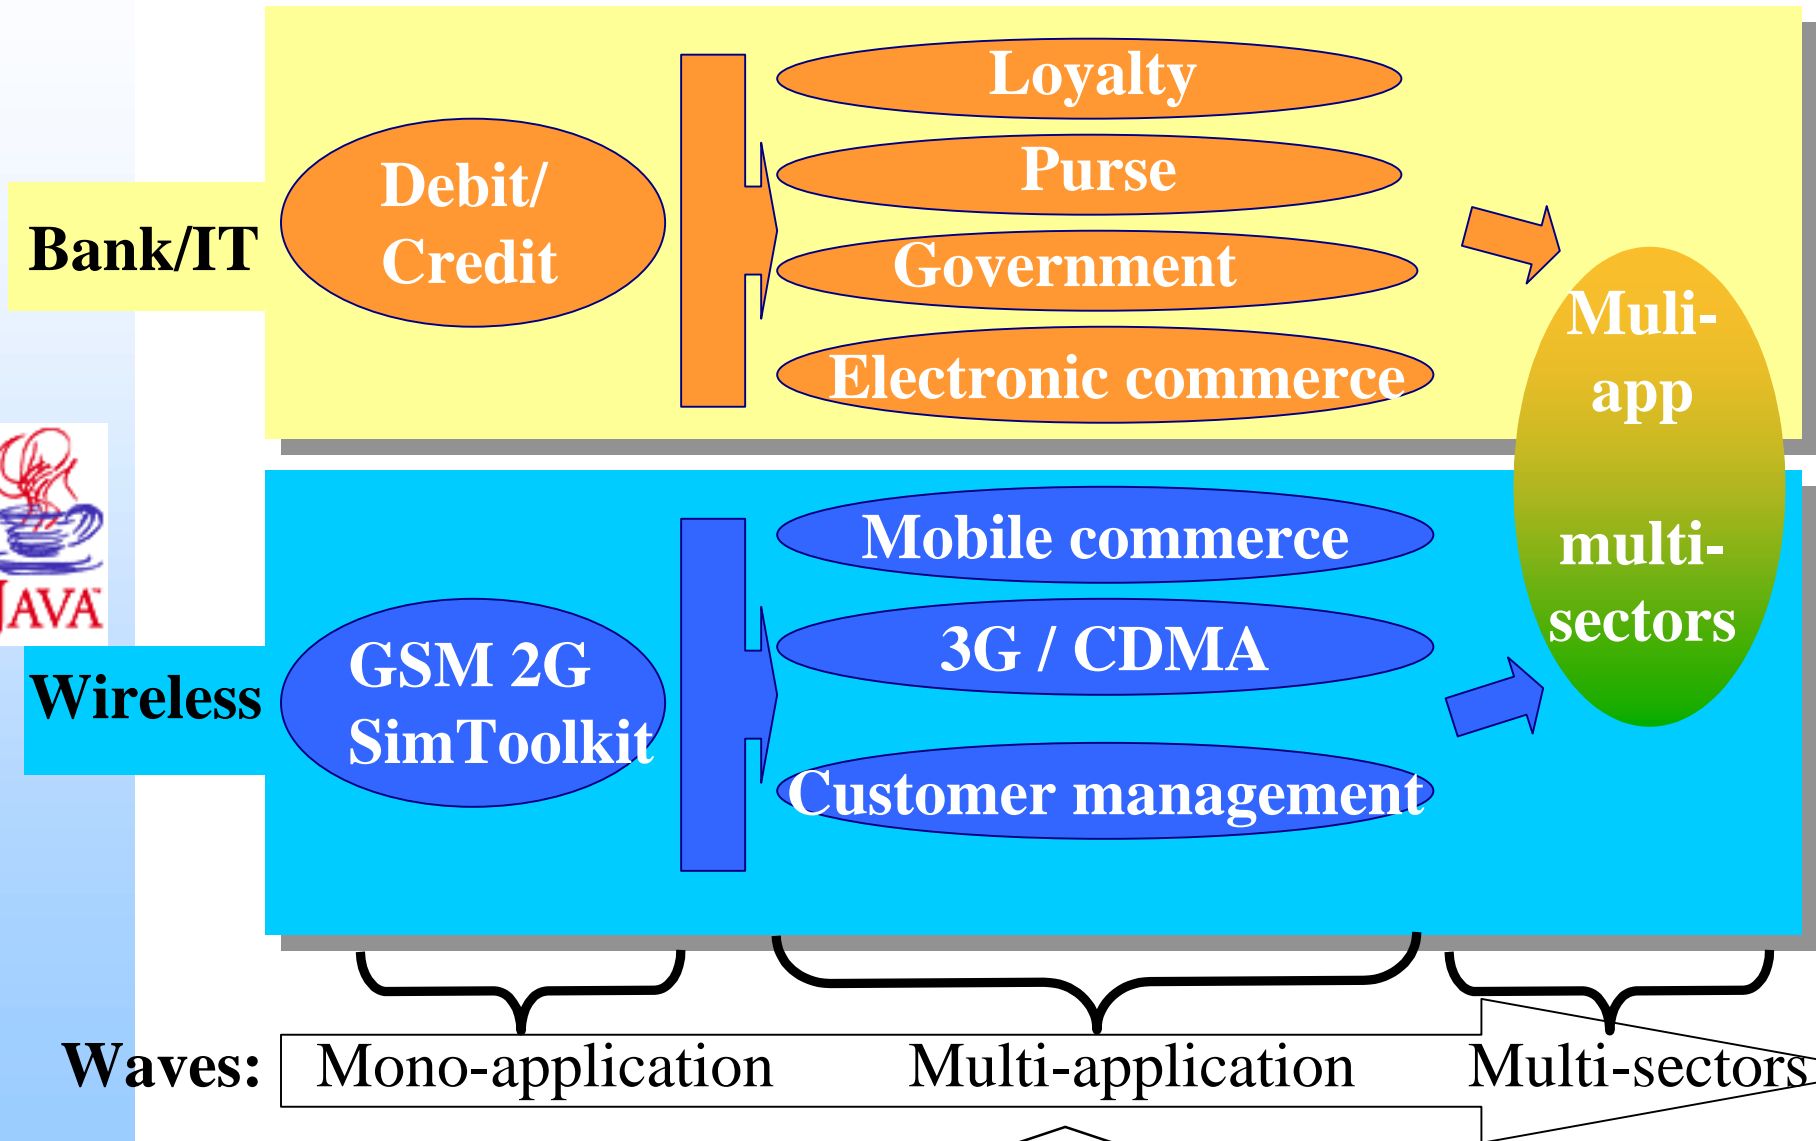 Bank/IT
Debit/
Credit
Loyalty
Purse
Government
Electronic commerce
Muli-
app
multi-
sectors
JAVA
Wireless
GSM 2G
SimToolkit
Mobile commerce
3G / CDMA
Customer management
Waves: Mono-application Multi-application Multi-sectors